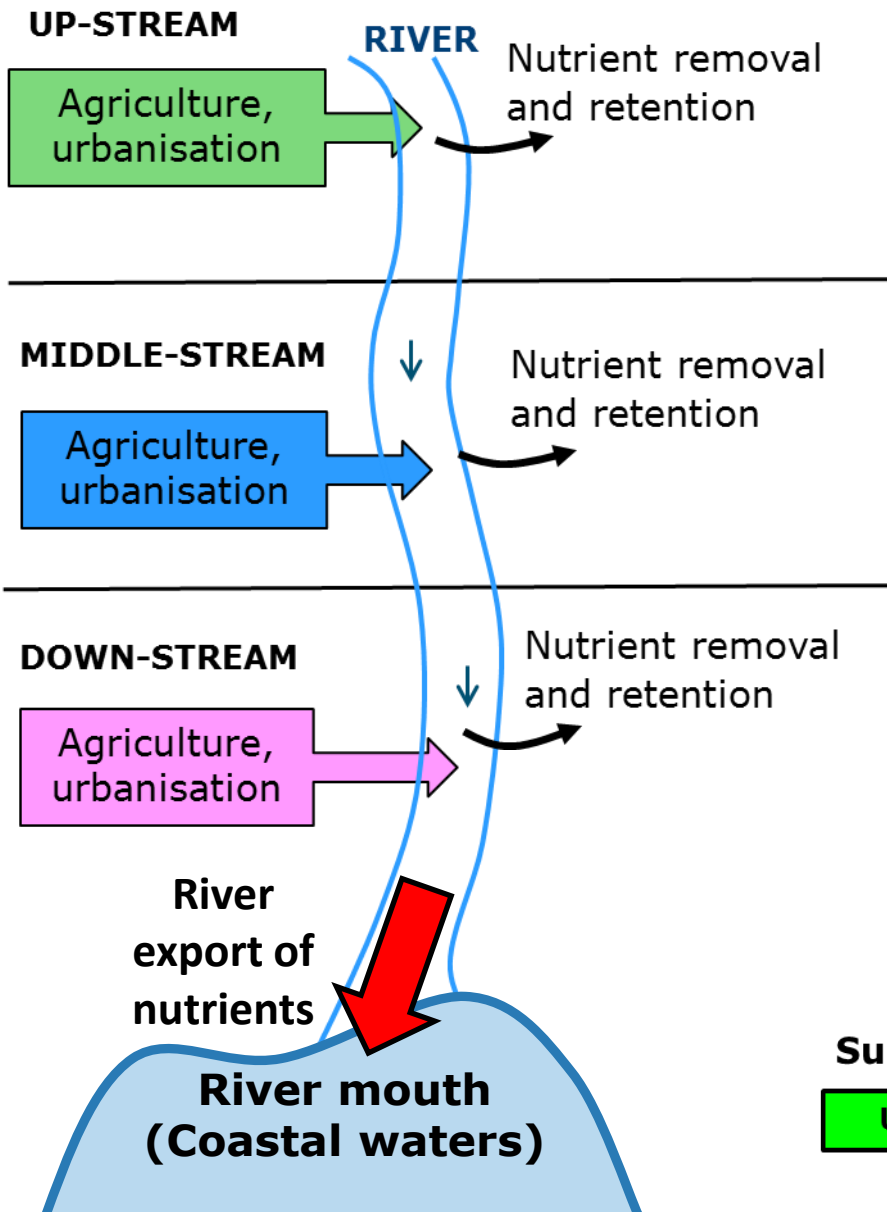 UP-STREAM
RIVER
Nutrient removal
and retention
Agriculture,
urbanisation
MIDDLE-STREAM
Nutrient removal
and retention
Agriculture,
urbanisation
DOWN-STREAM
Nutrient removal
and retention
Agriculture,
urbanisation
River
export of
nutrients
River mouth
(Coastal waters)
Su